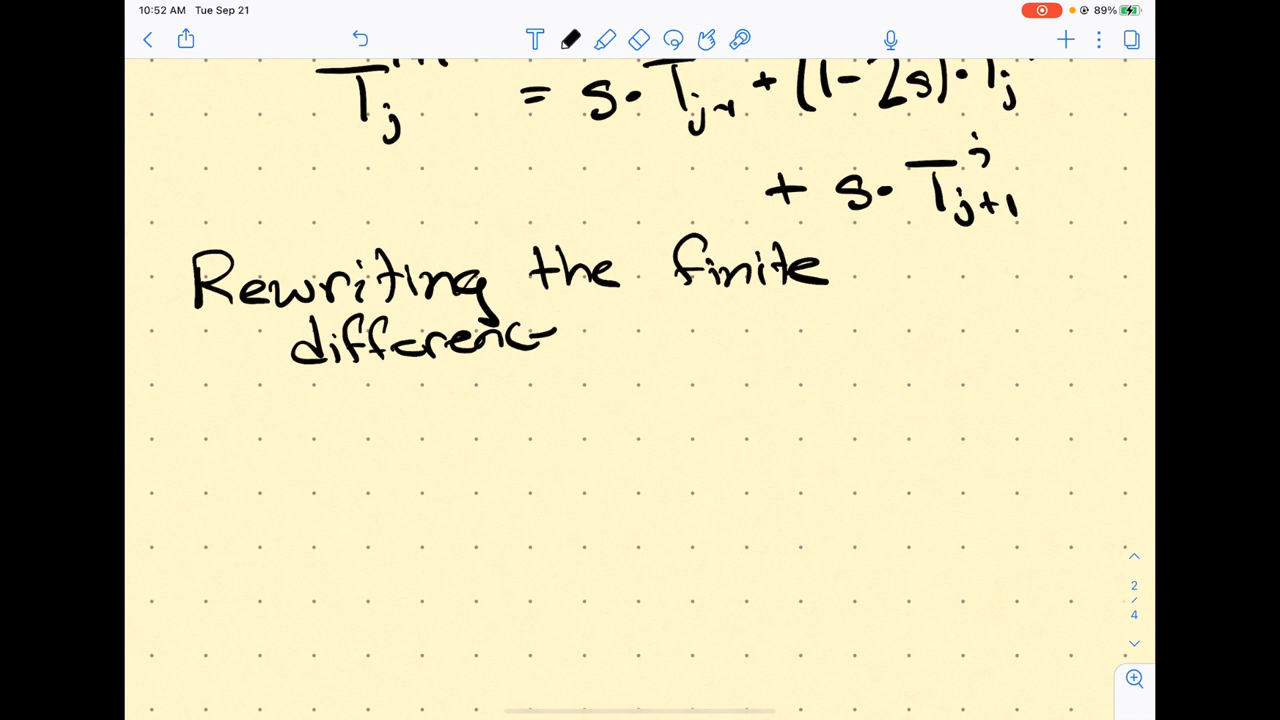 10:52 AM Tue Sep 21
89%
T_j = s · T_{j-1} + (1-2s) · T_j
+ s · T_{j+1}^j
Rewriting the finite
differenc
2
/
4